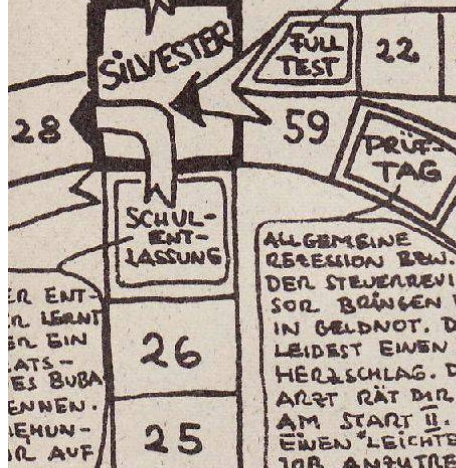 SILVESTER
FULL
TEST
22
28
59
PRÜF-
TAG
SCHUL-
ENT-
LASSUNG
ALLGEMEINE
REZESSION BZW.
DER STEUERREVI
SOR BRINGEN
IN GELDNOT. D
LEIDEST EINEN
HERZSCHLAG. D
ARZT RÄT DIR
AM START II.
EINEN "LEICHTE
JOB ANZUTRE
ER ENT-
ER LERNT
ER EIN
ATS-
ES BUBA
ENNEN.
EHUN-
R AUF
26
25